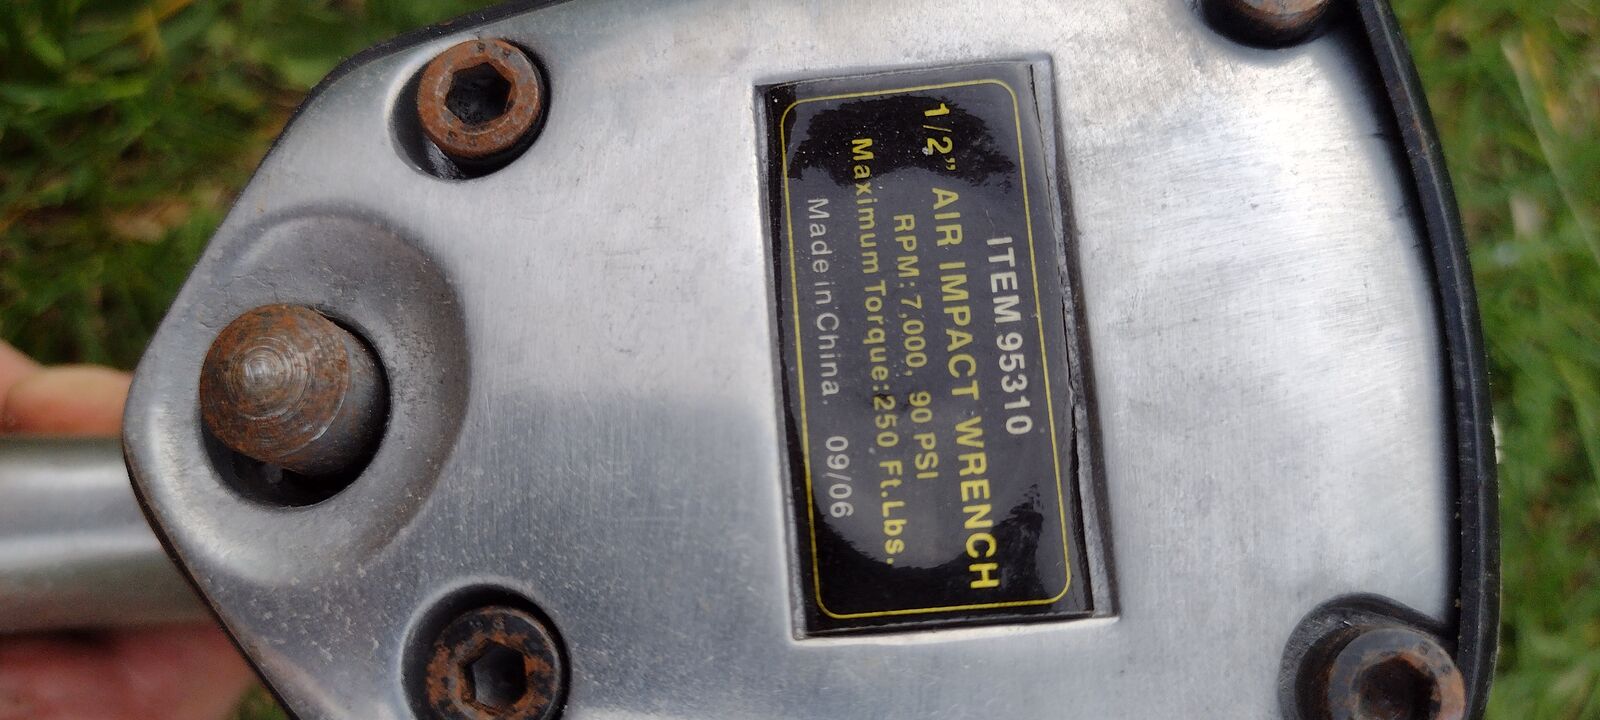 ITEM 95310
1/2” AIR IMPACT WRENCH
RPM: 7,000, 90 PSI
Maximum Torque:250 Ft.Lbs.
Made in China. 09/06